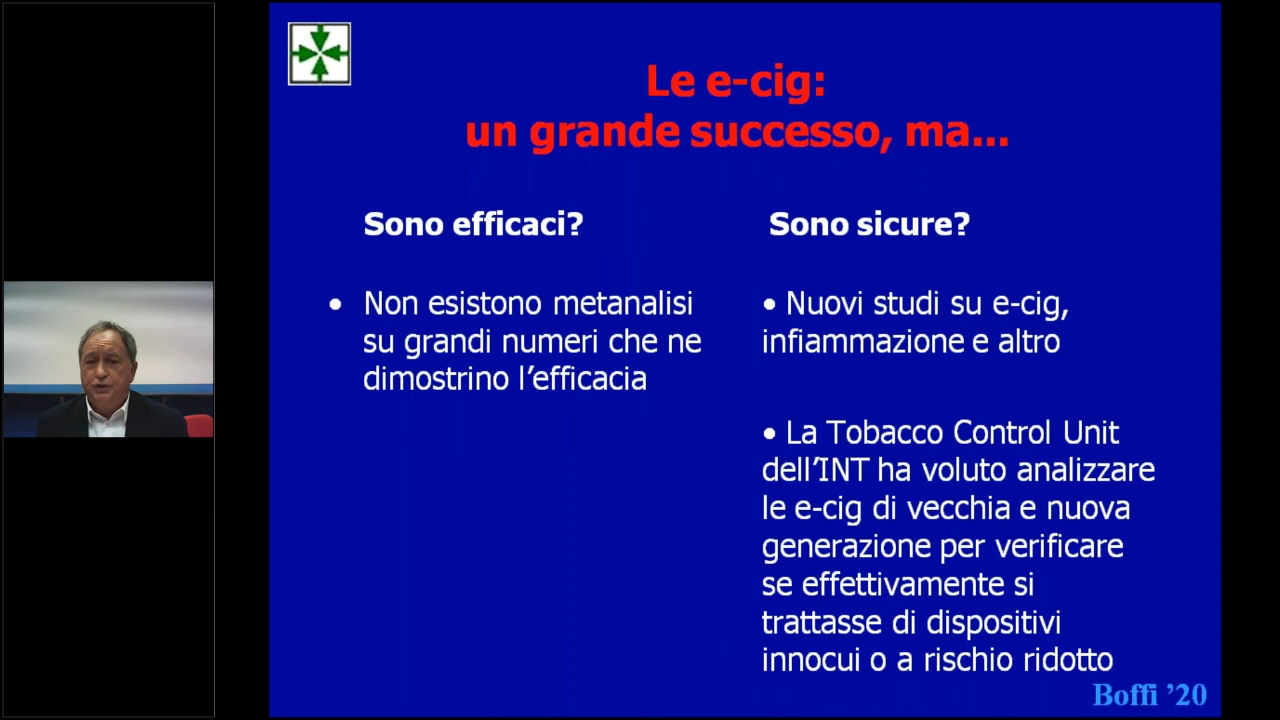 Le e-cig:
un grande successo, ma...
Sono efficaci?
• Non esistono metanalisi
su grandi numeri che ne
dimostrino l’efficacia
Sono sicure?
• Nuovi studi su e-cig,
infiammazione e altro
• La Tobacco Control Unit
dell’INT ha voluto analizzare
le e-cig di vecchia e nuova
generazione per verificare
se effettivamente si
trattasse di dispositivi
innocui o a rischio ridotto
Boffi ’20